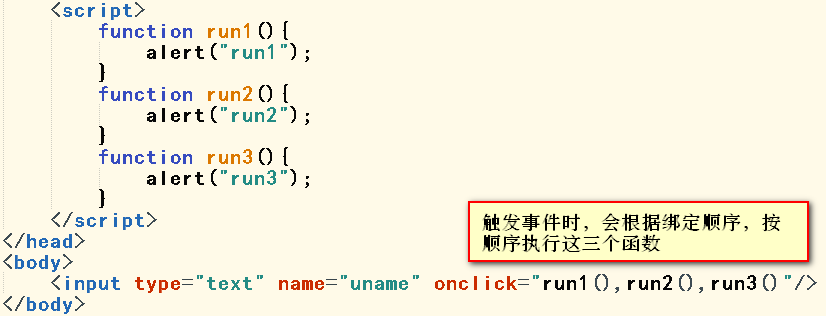 <script>
function run1(){
alert("run1");
}
function run2(){
alert("run2");
}
function run3(){
alert("run3");
}
</script>
触发事件时，会根据绑定顺序，按
顺序执行这三个函数
</head>
<body>
<input type="text" name="uname" onclick="run1(),run2(),run3()"/>
</body>